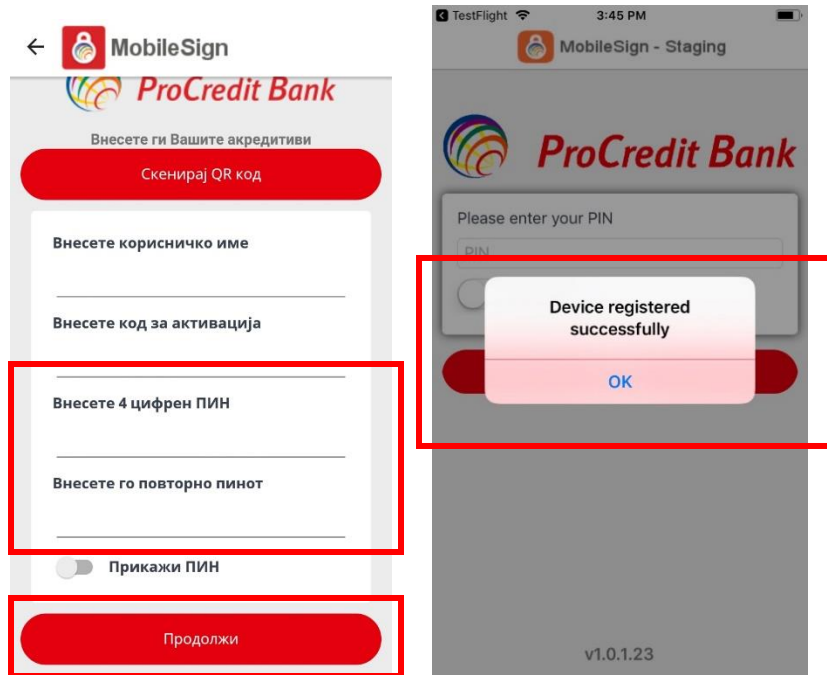 MobileSign
ProCredit Bank
Внесете ги Вашите акредитиви
Скенирај QR код
Внесете корисничко име
Внесете код за активација
Внесете 4 цифрен ПИН
Внесете го повторно пинот
Прикажи ПИН
Продолжи
TestFlight
3:45 PM
MobileSign - Staging
ProCredit Bank
Please enter your PIN
PIN
Device registered
successfully
OK
v1.0.1.23